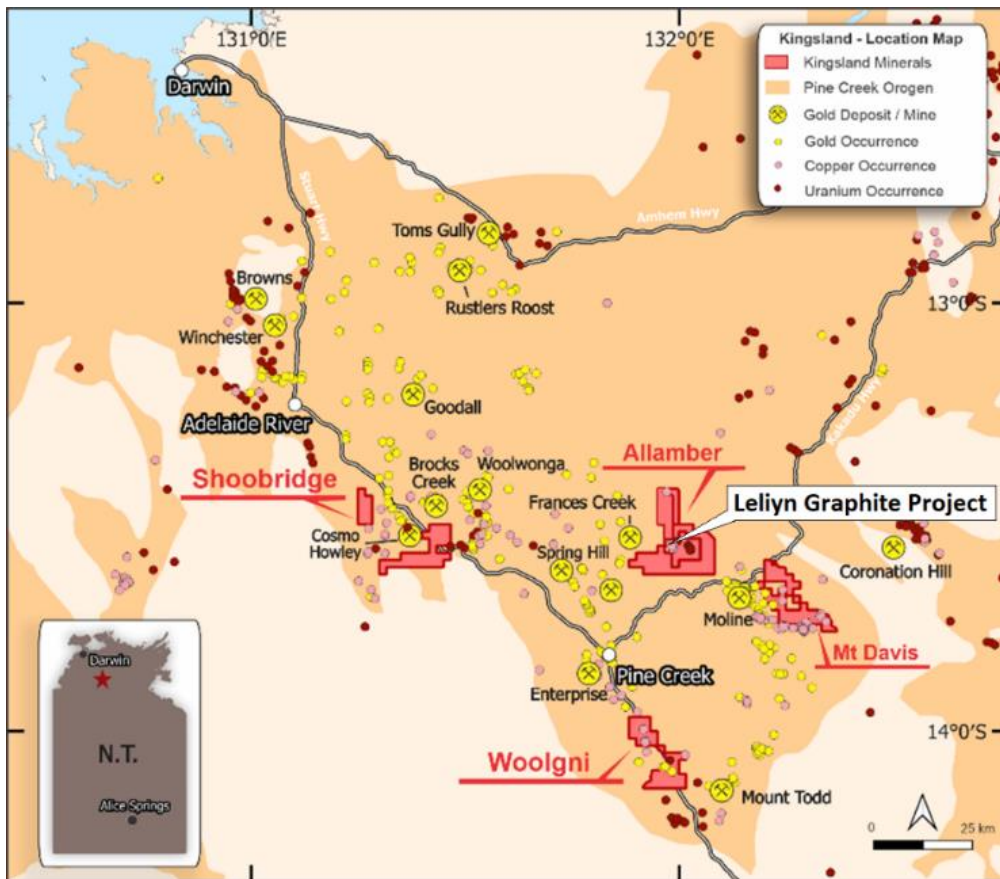 131°0'E
132°0'E
Darwin
Kingsland - Location Map
Kingsland Minerals
Pine Creek Orogen
Gold Deposit / Mine
Gold Occurrence
Copper Occurrence
Uranium Occurrence
Stuart Hwy
Arnhem Hwy
Toms Gully
Rustlers Roost
Browns
Winchester
13°0'S
Kakadu Hwy
Goodall
Adelaide River
Shoobridge
Brocks
Creek
Woolwonga
Allamber
Frances Creek
Leliyn Graphite Project
Cosmo
Howley
Spring Hill
Coronation Hill
Moline
Mt Davis
Pine Creek
Enterprise
Darwin
N.T.
Alice Springs
14°0'S
Woolgni
Mount Todd
0
25 km